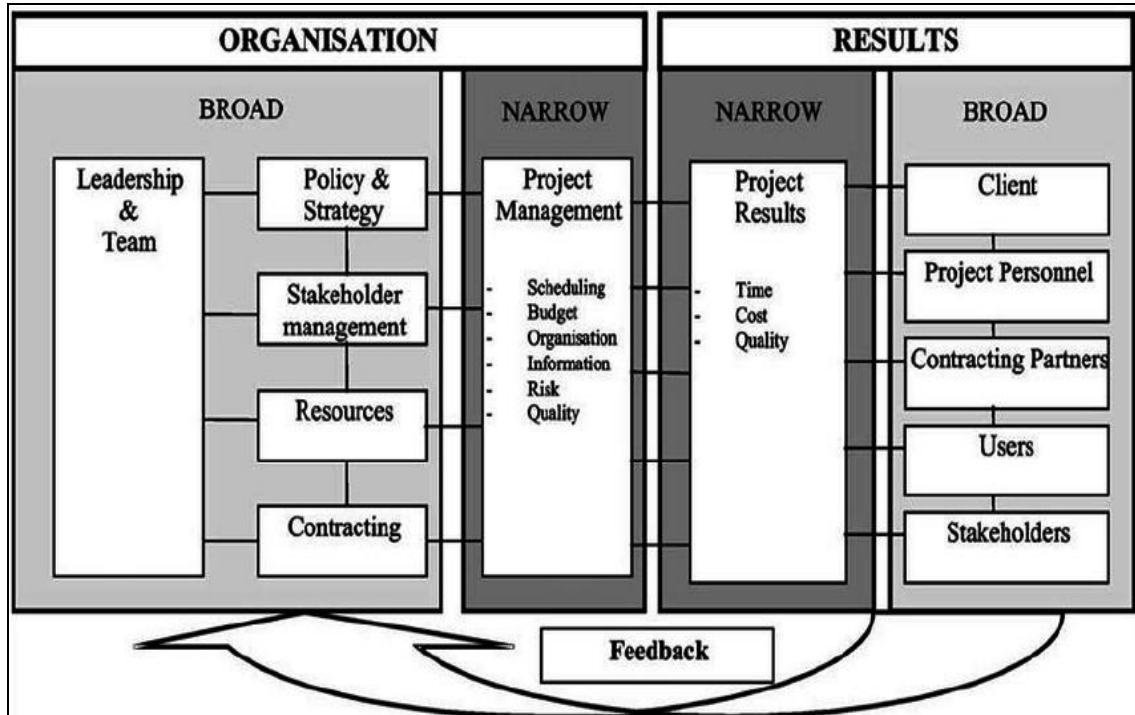 ORGANISATION
RESULTS
BROAD
NARROW
NARROW
BROAD
Leadership
&
Team
Policy &
Strategy
Stakeholder
management
Resources
Contracting
Project
Management
- Scheduling
- Budget
- Organisation
- Information
- Risk
- Quality
Project
Results
- Time
- Cost
- Quality
Client
Project Personnel
Contracting Partners
Users
Stakeholders
Feedback